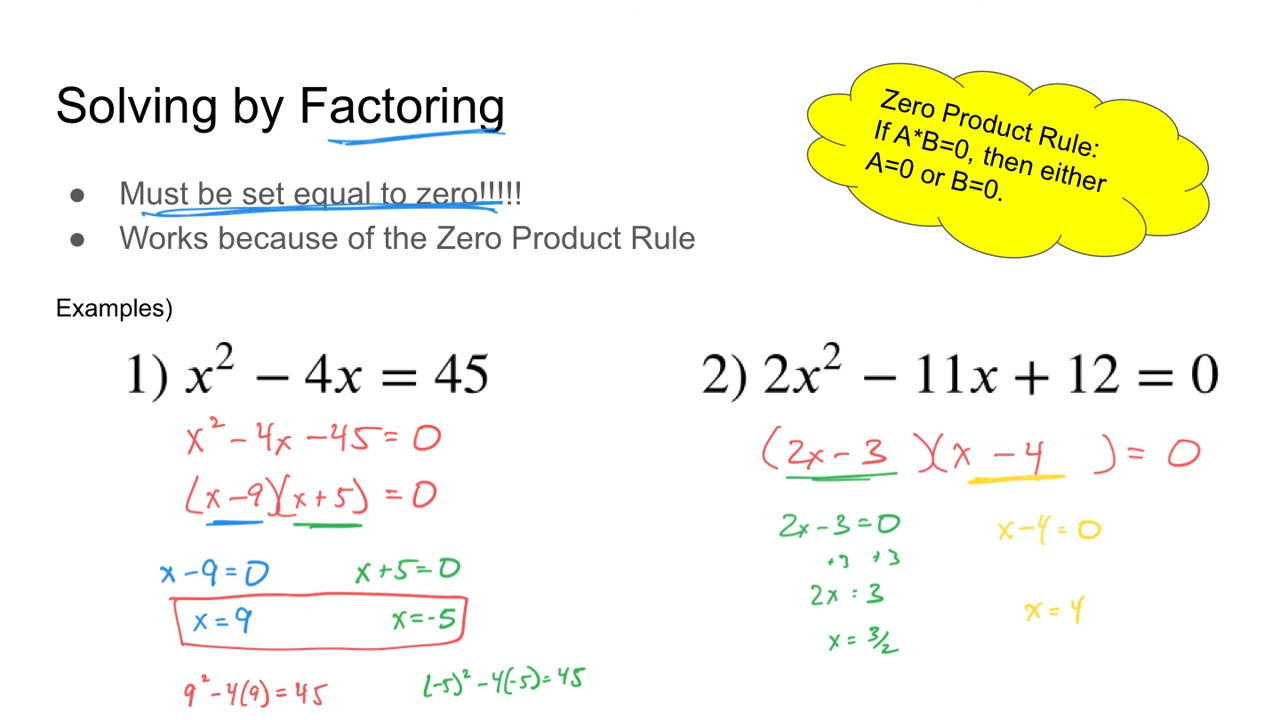 Solving by Factoring
Zero Product Rule:
If A*B=0, then either
A=0 or B=0.
● Must be set equal to zero!!!!!
● Works because of the Zero Product Rule
Examples)
1) x² − 4x = 45
x² - 4x - 45 = 0
(x - 9)(x + 5) = 0
x - 9 = 0 x + 5 = 0
x = 9 x = -5
9² - 4(9) = 45 (-5)² - 4(-5) = 45
2) 2x² − 11x + 12 = 0
(2x - 3)(x - 4) = 0
2x - 3 = 0 x - 4 = 0
+3 +3
2x = 3 x = 4
x = 3/2